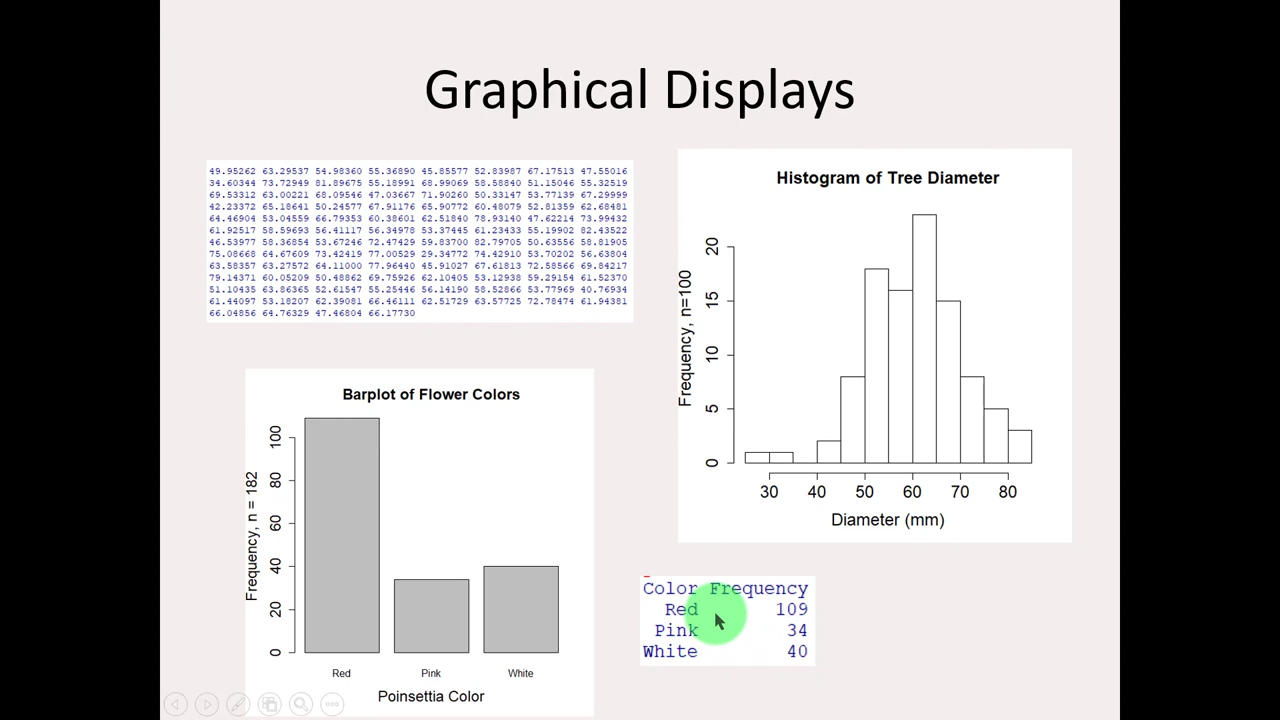 Graphical Displays
49.95262 63.29537 54.98360 55.36890 45.85577 52.83987 67.17513 47.55016
34.60344 73.72949 81.89675 55.18991 68.99069 58.58840 51.15046 55.32519
69.53312 63.00221 68.09546 47.03667 71.90260 50.33147 53.77139 67.29999
42.23372 65.18641 50.24577 67.91176 65.90772 60.48079 52.81359 62.68481
64.46904 53.04559 66.79353 60.38601 62.51840 78.93140 47.62214 73.99432
61.92517 58.59693 56.41117 56.34978 53.37445 61.23433 55.19902 82.43522
46.53977 58.36854 53.67246 72.47429 59.83700 82.79705 50.63556 58.81905
75.08668 64.67609 73.42419 77.00529 29.34772 74.42910 53.70202 56.63804
63.58357 63.27572 64.11000 77.96440 45.91027 67.61813 72.58566 69.84217
79.14371 60.05209 50.48862 69.75926 62.10405 53.12938 59.29154 61.52370
51.10435 63.86365 52.61547 55.25446 56.14190 58.52866 53.77969 40.76934
61.44097 53.18207 62.39081 66.46111 62.51729 63.57725 72.78474 61.94381
66.04856 64.76329 47.46804 66.17730
Histogram of Tree Diameter
Frequency, n=100
20
15
10
5
0
30 40 50 60 70 80
Diameter (mm)
Barplot of Flower Colors
Frequency, n = 182
100
80
60
40
20
0
Red Pink White
Poinsettia Color
Color Frequency
Red 109
Pink 34
White 40